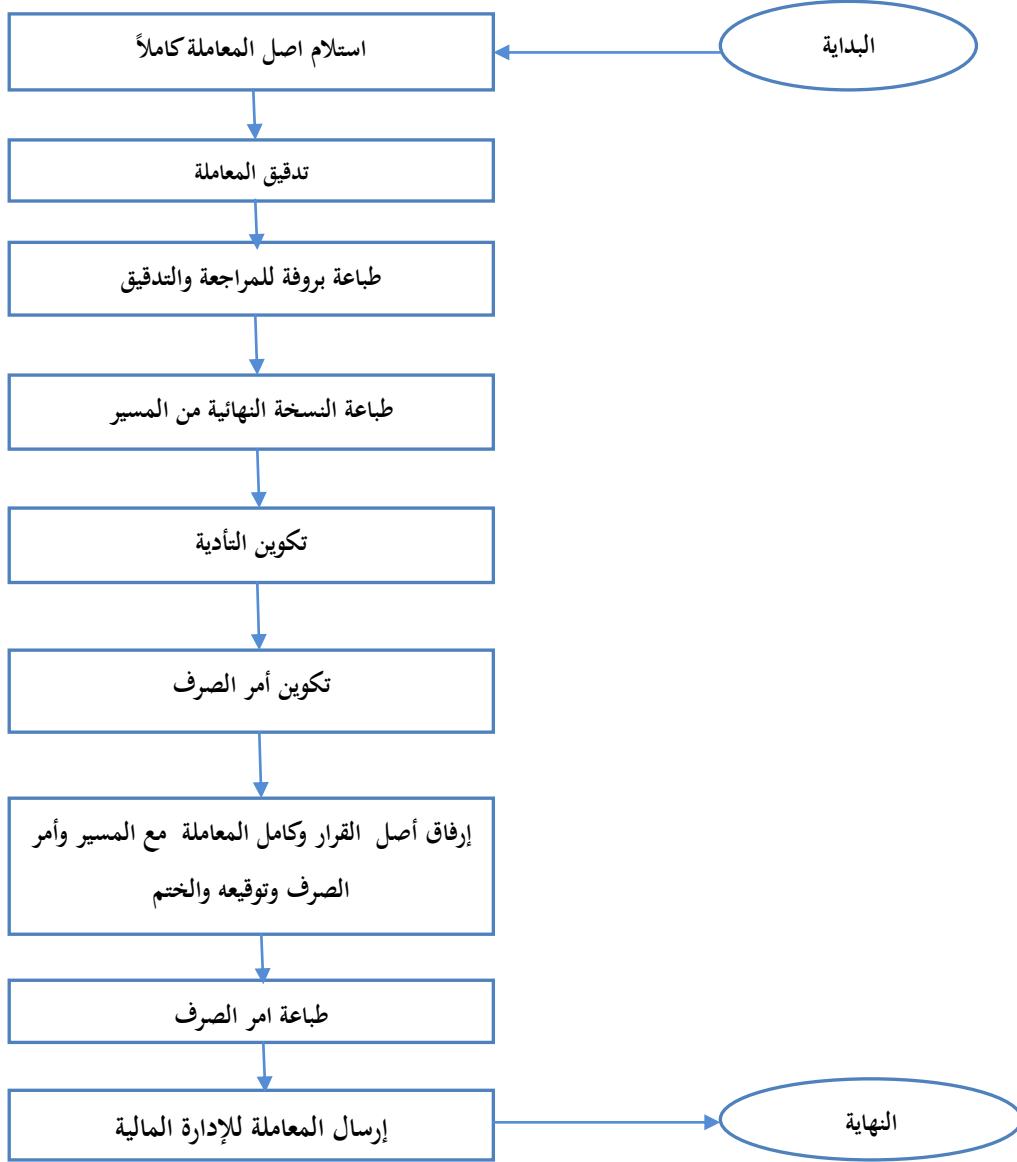 البداية
استلام اصل المعاملة كاملاً
تدقيق المعاملة
طباعة بروفة للمراجعة والتدقيق
طباعة النسخة النهائية من المسير
تكوين التأدية
تكوين أمر الصرف
إرفاق أصل القرار وكامل المعاملة مع المسير وأمر
الصرف وتوقيعه والختم
طباعة امر الصرف
إرسال المعاملة للإدارة المالية
النهاية